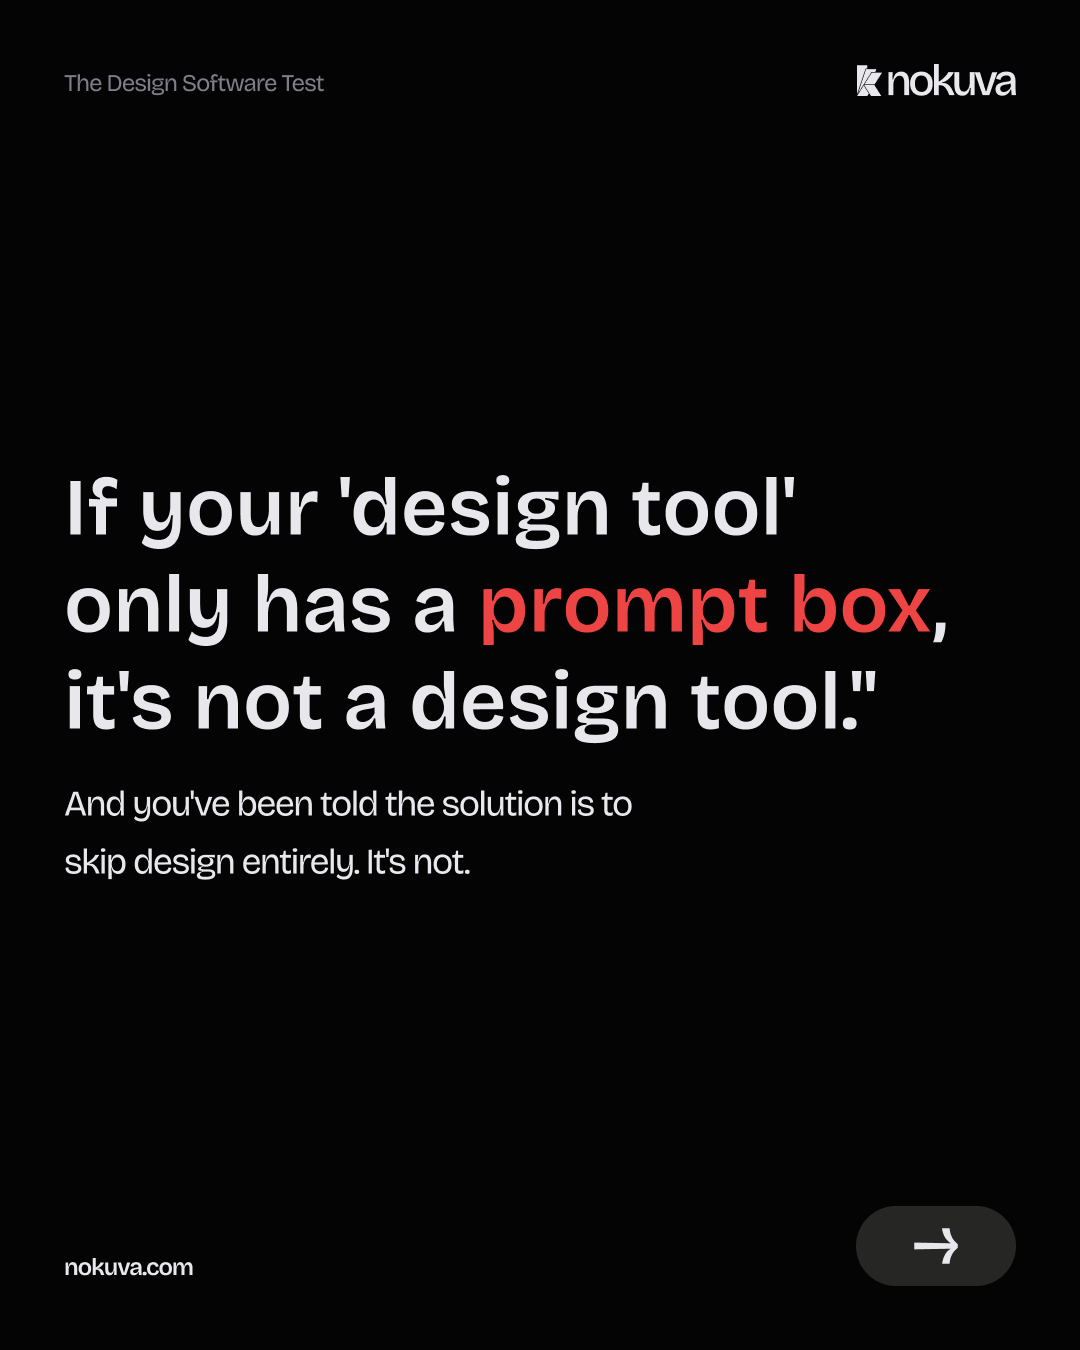 The Design Software Test
nokuva
If your 'design tool'
only has a prompt box,
it's not a design tool."
And you've been told the solution is to
skip design entirely. It's not.
nokuva.com